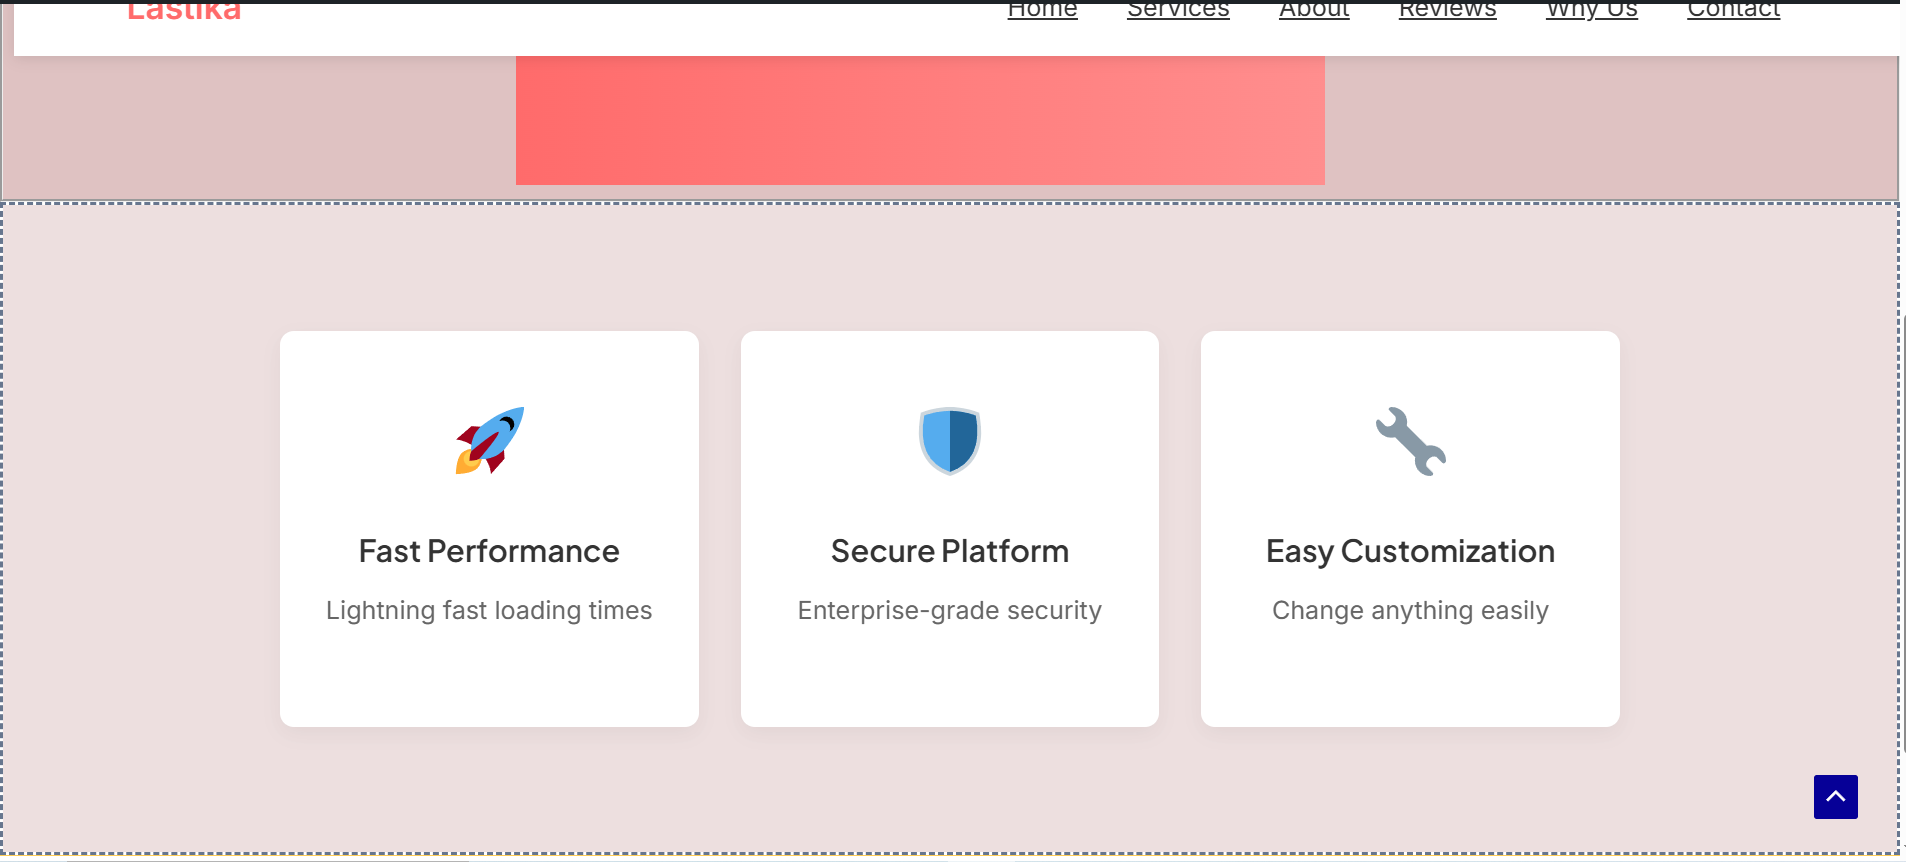 Lastika
Home Services About Reviews Why Us Contact
Fast Performance
Lightning fast loading times
Secure Platform
Enterprise-grade security
Easy Customization
Change anything easily